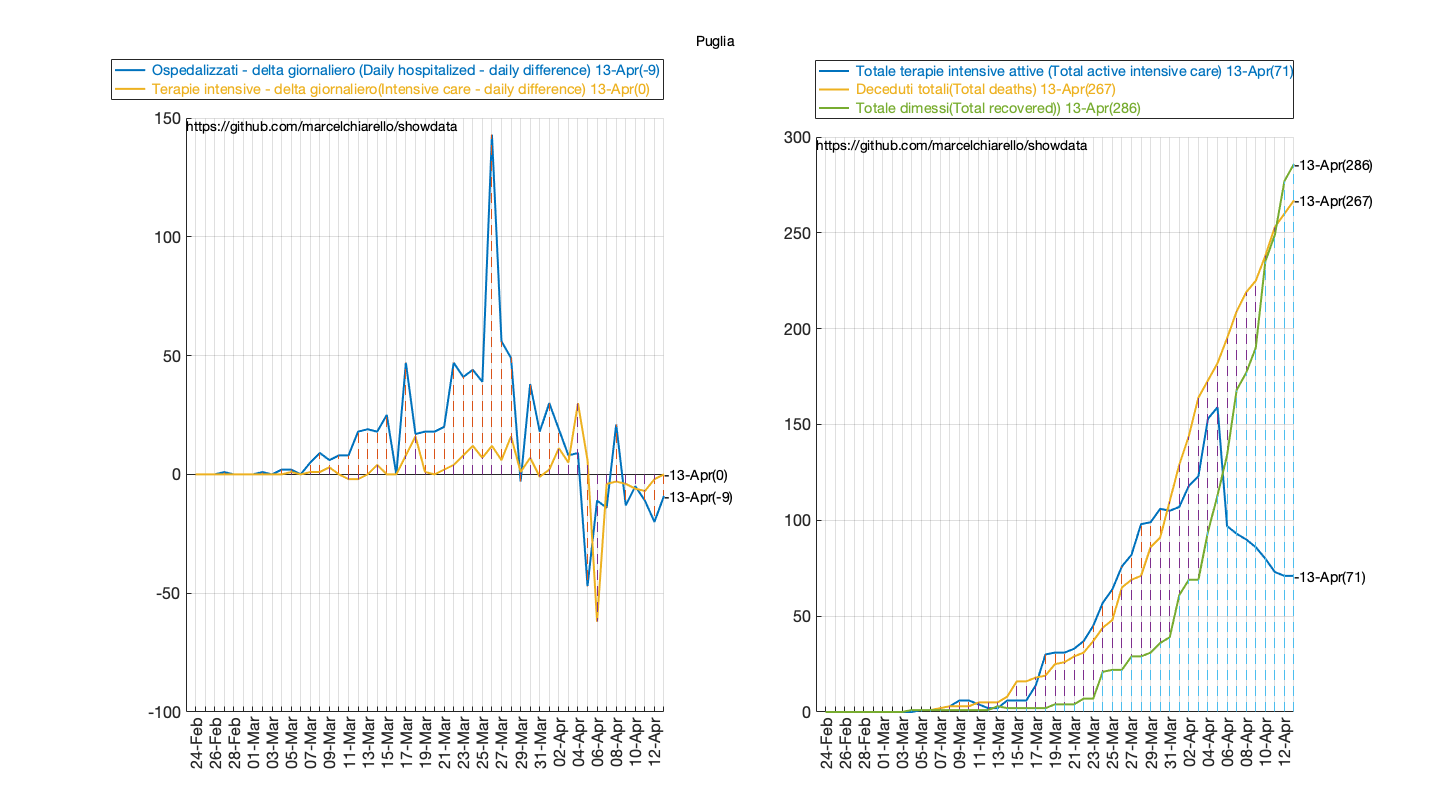 Puglia
Ospedalizzati - delta giornaliero (Daily hospitalized - daily difference) 13-Apr(-9)
Terapie intensive - delta giornaliero(Intensive care - daily difference) 13-Apr(0)
https://github.com/marcelchiarello/showdata
150
100
50
0
-50
-100
-13-Apr(0)
-13-Apr(-9)
24-Feb
26-Feb
28-Feb
01-Mar
03-Mar
05-Mar
07-Mar
09-Mar
11-Mar
13-Mar
15-Mar
17-Mar
19-Mar
21-Mar
23-Mar
25-Mar
27-Mar
29-Mar
31-Mar
02-Apr
04-Apr
06-Apr
08-Apr
10-Apr
12-Apr
Totale terapie intensive attive (Total active intensive care) 13-Apr(71)
Deceduti totali(Total deaths) 13-Apr(267)
Totale dimessi(Total recovered)) 13-Apr(286)
https://github.com/marcelchiarello/showdata
300
250
200
150
100
50
0
-13-Apr(286)
-13-Apr(267)
-13-Apr(71)
24-Feb
26-Feb
28-Feb
01-Mar
03-Mar
05-Mar
07-Mar
09-Mar
11-Mar
13-Mar
15-Mar
17-Mar
19-Mar
21-Mar
23-Mar
25-Mar
27-Mar
29-Mar
31-Mar
02-Apr
04-Apr
06-Apr
08-Apr
10-Apr
12-Apr